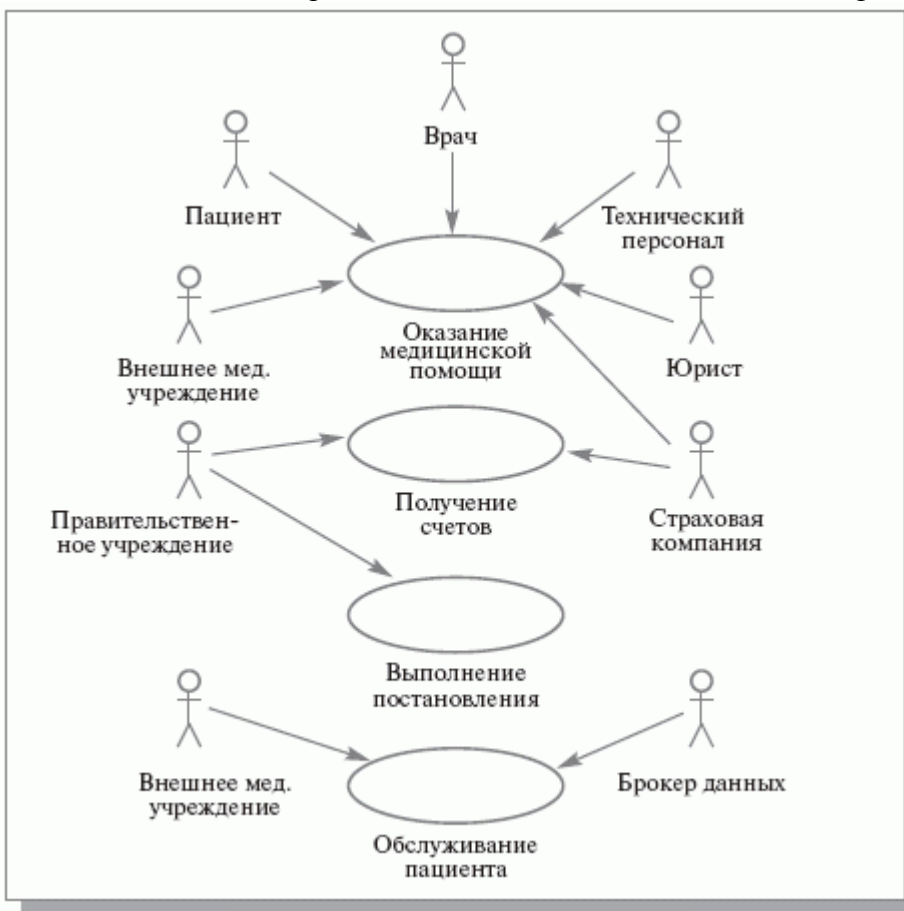 Врач
Пациент
Технический
персонал
Оказание
медицинской
помощи
Внешнее мед.
учреждение
Юрист
Получение
счетов
Правительствен-
ное учреждение
Страховая
компания
Выполнение
постановления
Внешнее мед.
учреждение
Брокер данных
Обслуживание
пациента